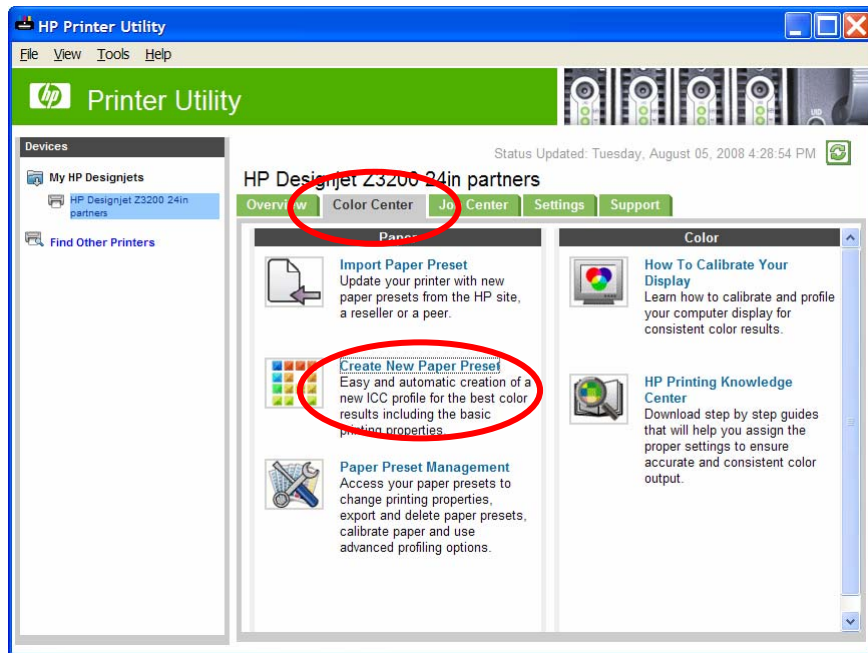 HP Printer Utility
File View Tools Help
hp Printer Utility
UID
Devices
My HP Designjets
HP Designjet Z3200 24in
partners
Find Other Printers
Status Updated: Tuesday, August 05, 2008 4:28:54 PM
HP Designjet Z3200 24in partners
Overview Color Center Job Center Settings Support
Paper
Import Paper Preset
Update your printer with new
paper presets from the HP site,
a reseller or a peer.
Create New Paper Preset
Easy and automatic creation of a
new ICC profile for the best color
results including the basic
printing properties.
Paper Preset Management
Access your paper presets to
change printing properties,
export and delete paper presets,
calibrate paper and use
advanced profiling options.
Color
How To Calibrate Your
Display
Learn how to calibrate and profile
your computer display for
consistent color results.
HP Printing Knowledge
Center
Download step by step guides
that will help you assign the
proper settings to ensure
accurate and consistent color
output.